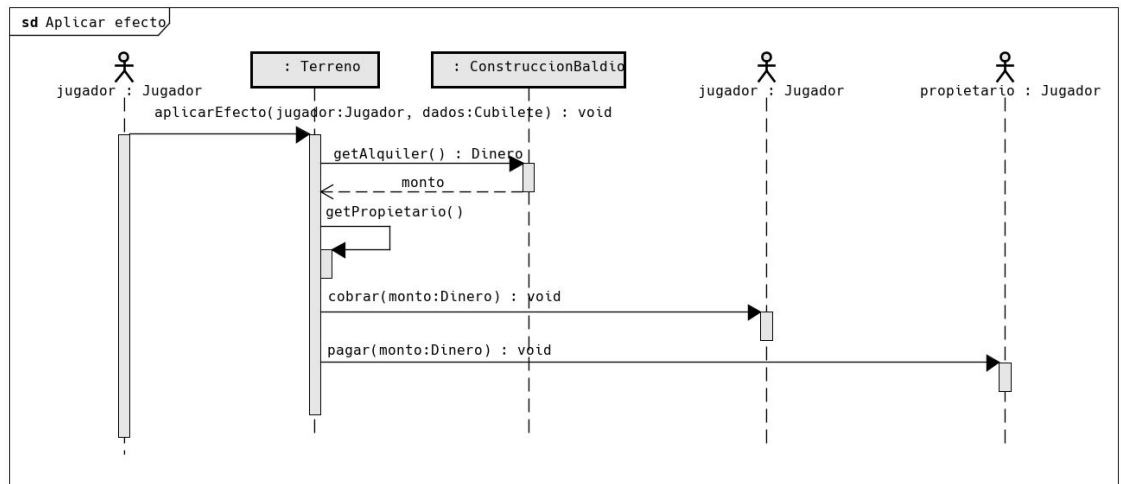 sd Aplicar efecto
: Terreno
: ConstruccionBaldio
jugador : Jugador
jugador : Jugador
propietario : Jugador
aplicarEfecto(jugador:Jugador, dados:Cubilete) : void
getAlquiler() : Dinero
monto
getPropietario()
cobrar(monto:Dinero) : void
pagar(monto:Dinero) : void